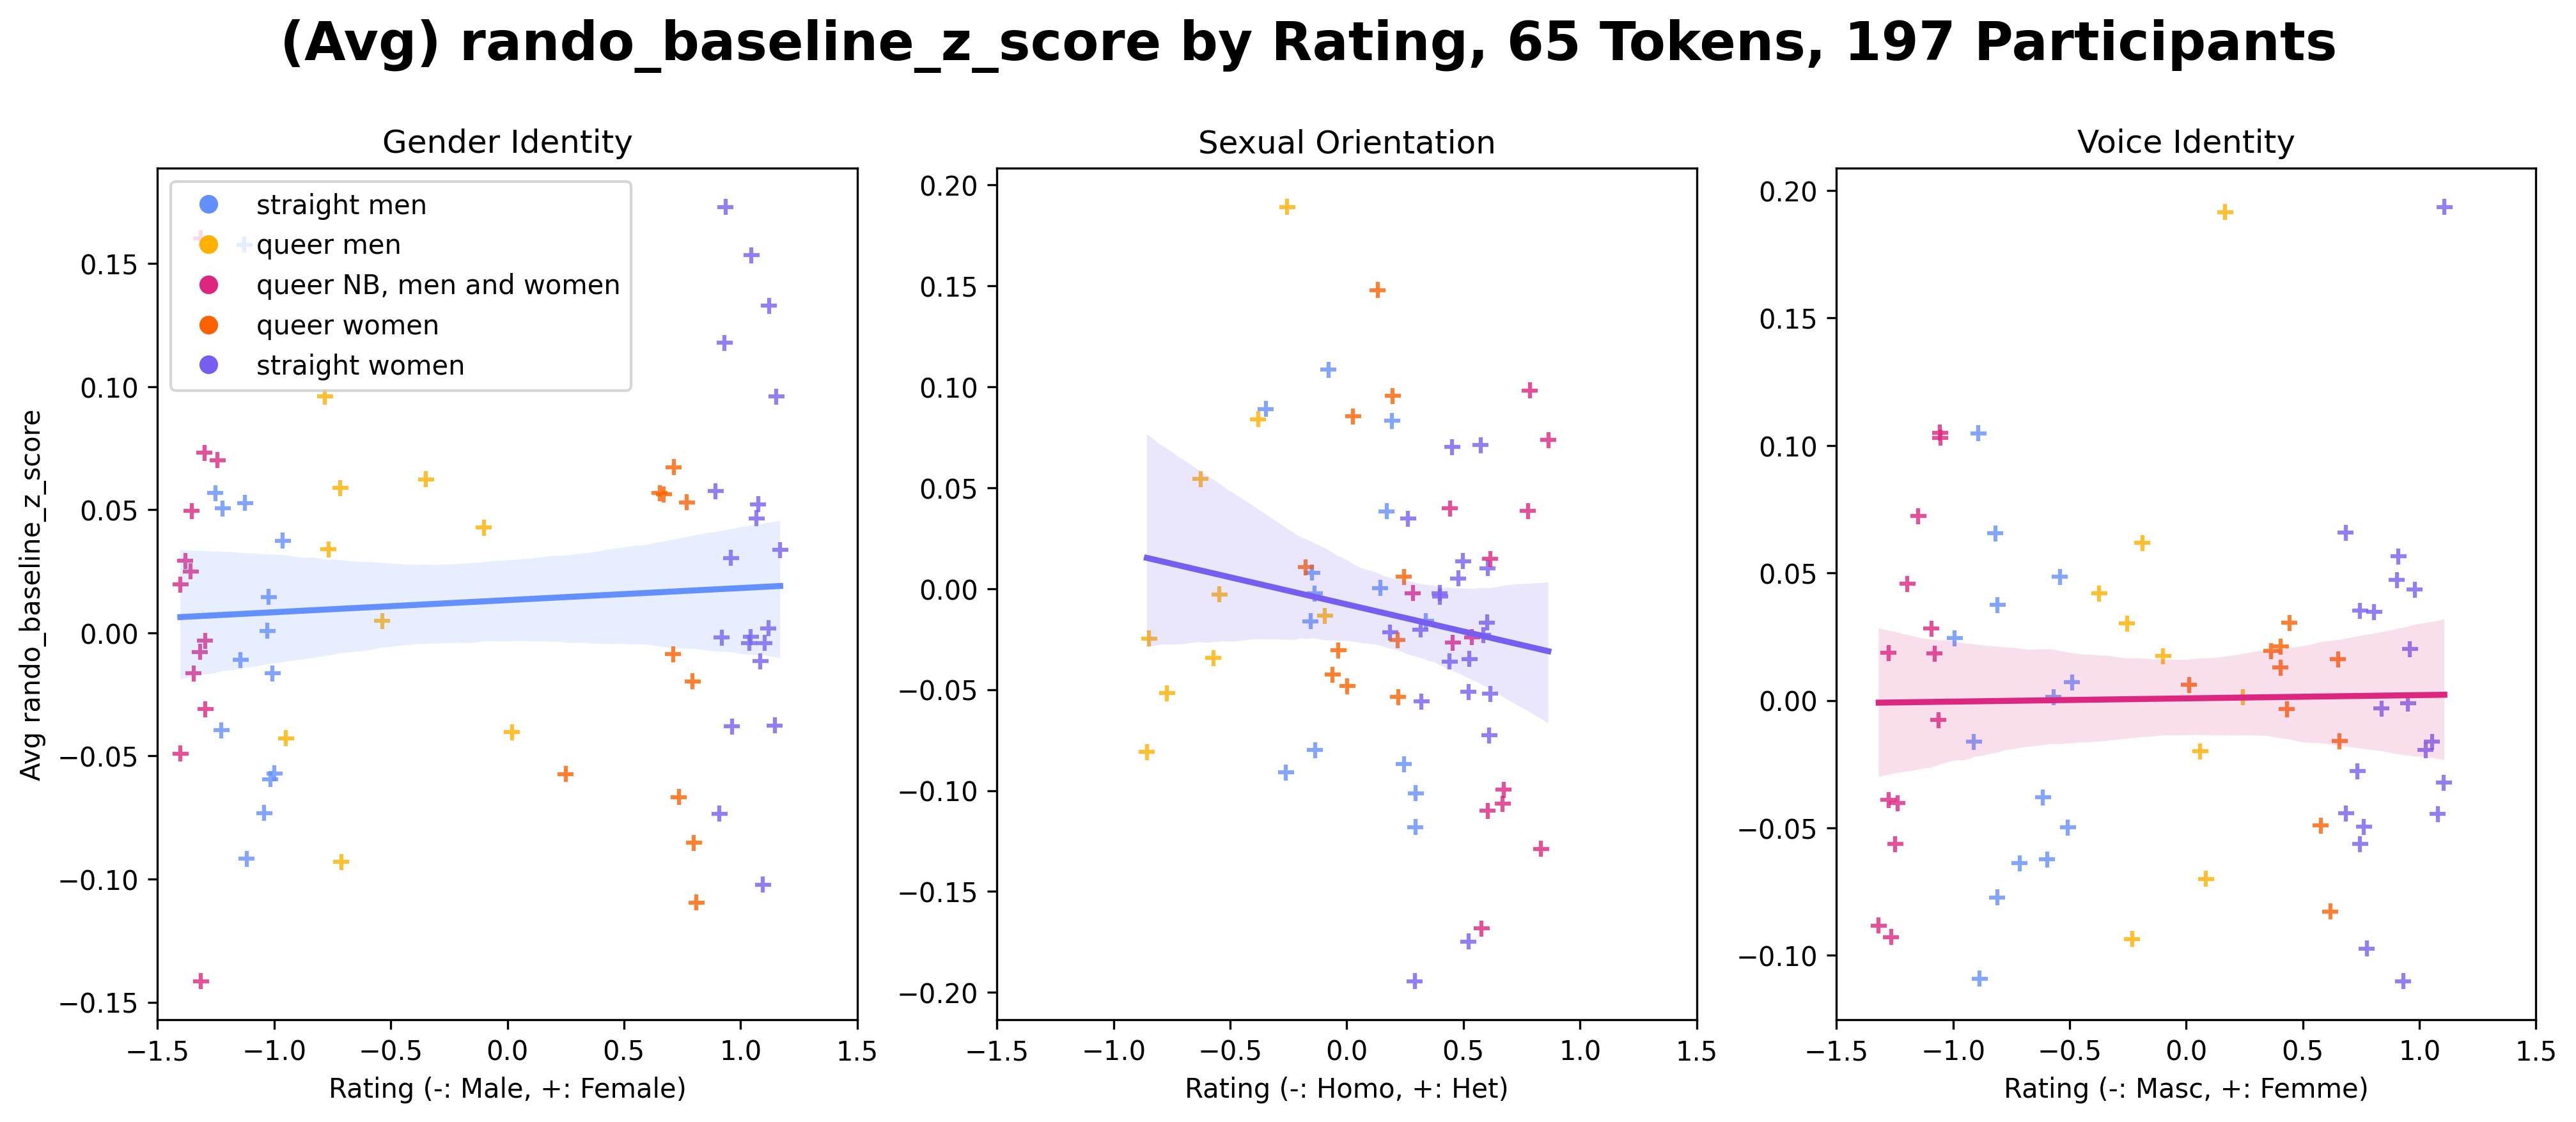 (Avg) rando_baseline_z_score by Rating, 65 Tokens, 197 Participants
Gender Identity
straight men
queer men
queer NB, men and women
queer women
straight women
0.15
0.10
0.05
0.00
−0.05
−0.10
−0.15
Avg rando_baseline_z_score
−1.5 −1.0 −0.5 0.0 0.5 1.0 1.5
Rating (-: Male, +: Female)
Sexual Orientation
0.20
0.15
0.10
0.05
0.00
−0.05
−0.10
−0.15
−0.20
−1.5 −1.0 −0.5 0.0 0.5 1.0 1.5
Rating (-: Homo, +: Het)
Voice Identity
0.20
0.15
0.10
0.05
0.00
−0.05
−0.10
−1.5 −1.0 −0.5 0.0 0.5 1.0 1.5
Rating (-: Masc, +: Femme)